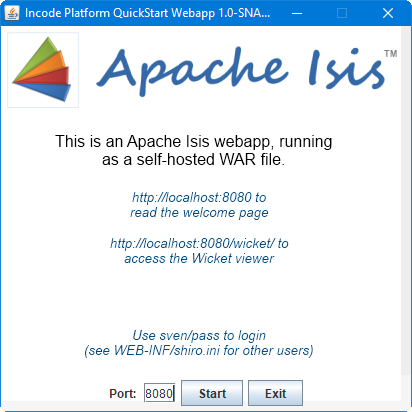 Incode Platform QuickStart Webapp 1.0-SNA...
Apache Isis™
This is an Apache Isis webapp, running
as a self-hosted WAR file.
http://localhost:8080 to
read the welcome page
http://localhost:8080/wicket/ to
access the Wicket viewer
Use sven/pass to login
(see WEB-INF/shiro.ini for other users)
Port: 8080 Start Exit